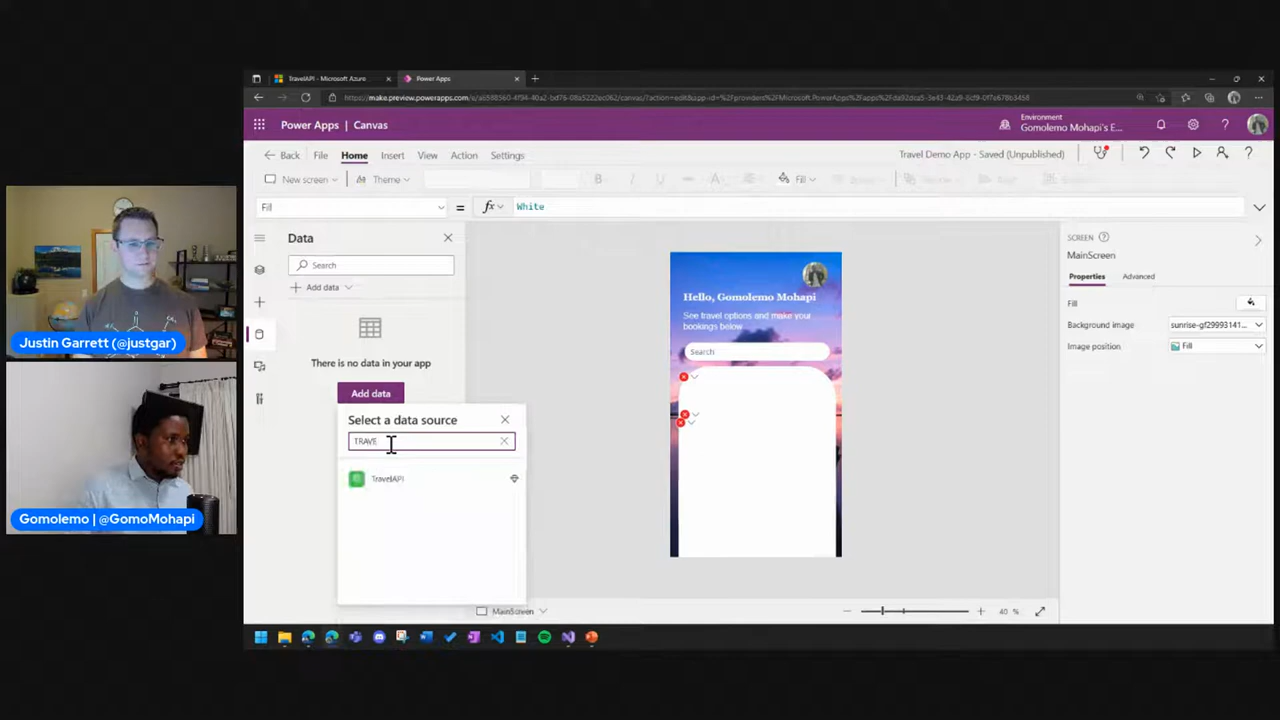 TravelAPI - Microsoft Azure
Power Apps
Power Apps | Canvas
Environment
Gomolemo Mohapi's E...
Back
File
Home
Insert
View
Action
Settings
Travel Demo App - Saved (Unpublished)
New screen
Theme
B
Fill
Fill
=
fx
White
Data
Search
Add data
There is no data in your app
Add data
Select a data source
TRAVE
TravelAPI
Hello, Gomolemo Mohapi
See travel options and make your
bookings below
Search
SCREEN
MainScreen
Properties
Advanced
Fill
Background image
sunrise-gf29993141...
Image position
Fill
MainScreen
40 %
Justin Garrett (@justgar)
Gomolemo | @GomoMohapi